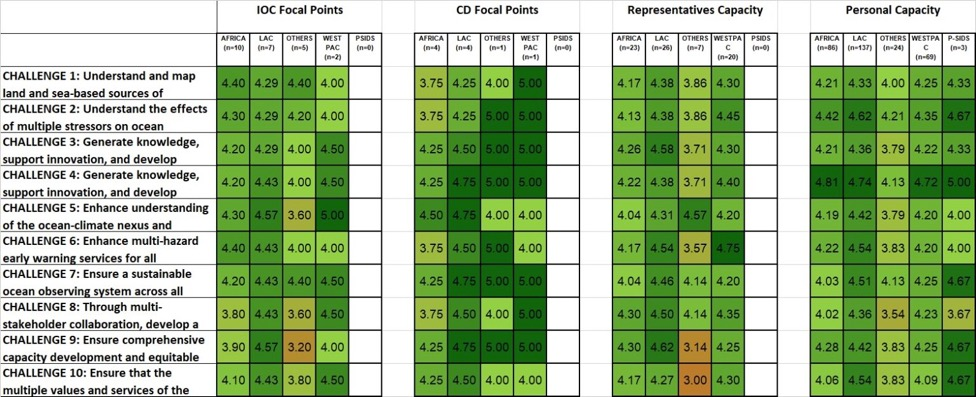 IOC Focal Points CD Focal Points Representatives Capacity Personal Capacity
AFRICA (n=10) LAC (n=7) OTHERS (n=5) WEST PAC (n=2) PSIDS (n=0) AFRICA (n=4) LAC (n=4) OTHERS (n=1) WEST PAC (n=1) PSIDS (n=0) AFRICA (n=23) LAC (n=26) OTHERS (n=7) WESTPAC (n=20) PSIDS (n=0) AFRICA (n=86) LAC (n=137) OTHERS (n=24) WESTPAC (n=69) P-SIDS (n=3)
CHALLENGE 1: Understand and map
land and sea-based sources of
4.40 4.29 4.40 4.00 3.75 4.25 4.00 5.00 4.17 4.38 3.86 4.30 4.21 4.33 4.00 4.25 4.33
CHALLENGE 2: Understand the effects
of multiple stressors on ocean
4.30 4.29 4.20 4.00 3.75 4.25 5.00 5.00 4.13 4.38 3.86 4.45 4.42 4.62 4.21 4.35 4.67
CHALLENGE 3: Generate knowledge,
support innovation, and develop
4.20 4.29 4.00 4.50 4.25 4.50 5.00 5.00 4.26 4.58 3.71 4.30 4.21 4.36 3.79 4.22 4.33
CHALLENGE 4: Generate knowledge,
support innovation, and develop
4.20 4.43 4.00 4.50 4.25 4.75 5.00 5.00 4.22 4.38 3.71 4.40 4.81 4.74 4.13 4.72 5.00
CHALLENGE 5: Enhance understanding
of the ocean-climate nexus and
4.30 4.57 3.60 5.00 4.50 4.75 4.00 4.00 4.04 4.31 4.57 4.20 4.19 4.42 3.79 4.20 4.00
CHALLENGE 6: Enhance multi-hazard
early warning services for all
4.40 4.43 4.00 4.00 3.75 4.50 5.00 4.00 4.17 4.54 3.57 4.75 4.22 4.54 3.83 4.20 4.00
CHALLENGE 7: Ensure a sustainable
ocean observing system across all
4.20 4.43 4.40 4.50 4.25 4.75 5.00 5.00 4.04 4.46 4.14 4.20 4.03 4.51 4.13 4.25 4.67
CHALLENGE 8: Through multi-
stakeholder collaboration, develop a
3.80 4.43 3.60 4.50 3.75 4.50 4.00 5.00 4.30 4.50 4.14 4.35 4.02 4.36 3.54 4.23 3.67
CHALLENGE 9: Ensure comprehensive
capacity development and equitable
3.90 4.57 3.20 4.00 4.25 4.75 5.00 5.00 4.30 4.62 3.14 4.25 4.28 4.42 3.83 4.25 4.67
CHALLENGE 10: Ensure that the
multiple values and services of the
4.10 4.43 3.80 4.50 4.25 4.50 4.00 4.00 4.17 4.27 3.00 4.30 4.06 4.54 3.83 4.09 4.67